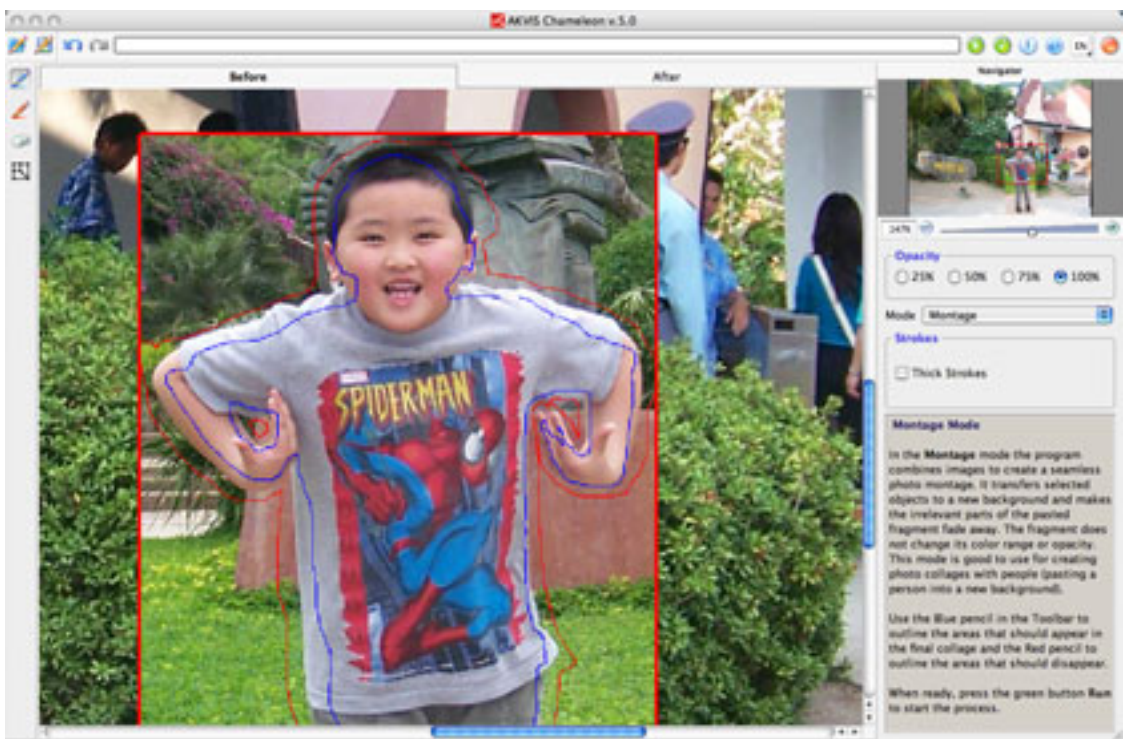 AKVIS Chameleon v.5.0
EN
Before
After
Navigator
Opacity
25% 50% 75% 100%
Mode Montage
Strokes
Thick Strokes
MARVEL
SPIDERMAN
Montage Mode
In the Montage mode the program
combines images to create a seamless
photo montage. It transfers selected
objects to a new background and makes
the irrelevant parts of the pasted
fragment fade away. The fragment does
not change its color range or opacity.
This mode is good to use for creating
photo collages with people (pasting a
person into a new background).
Use the Blue pencil in the Toolbar to
outline the areas that should appear in
the final collage and the Red pencil to
outline the areas that should disappear.
When ready, press the green button Run
to start the process.